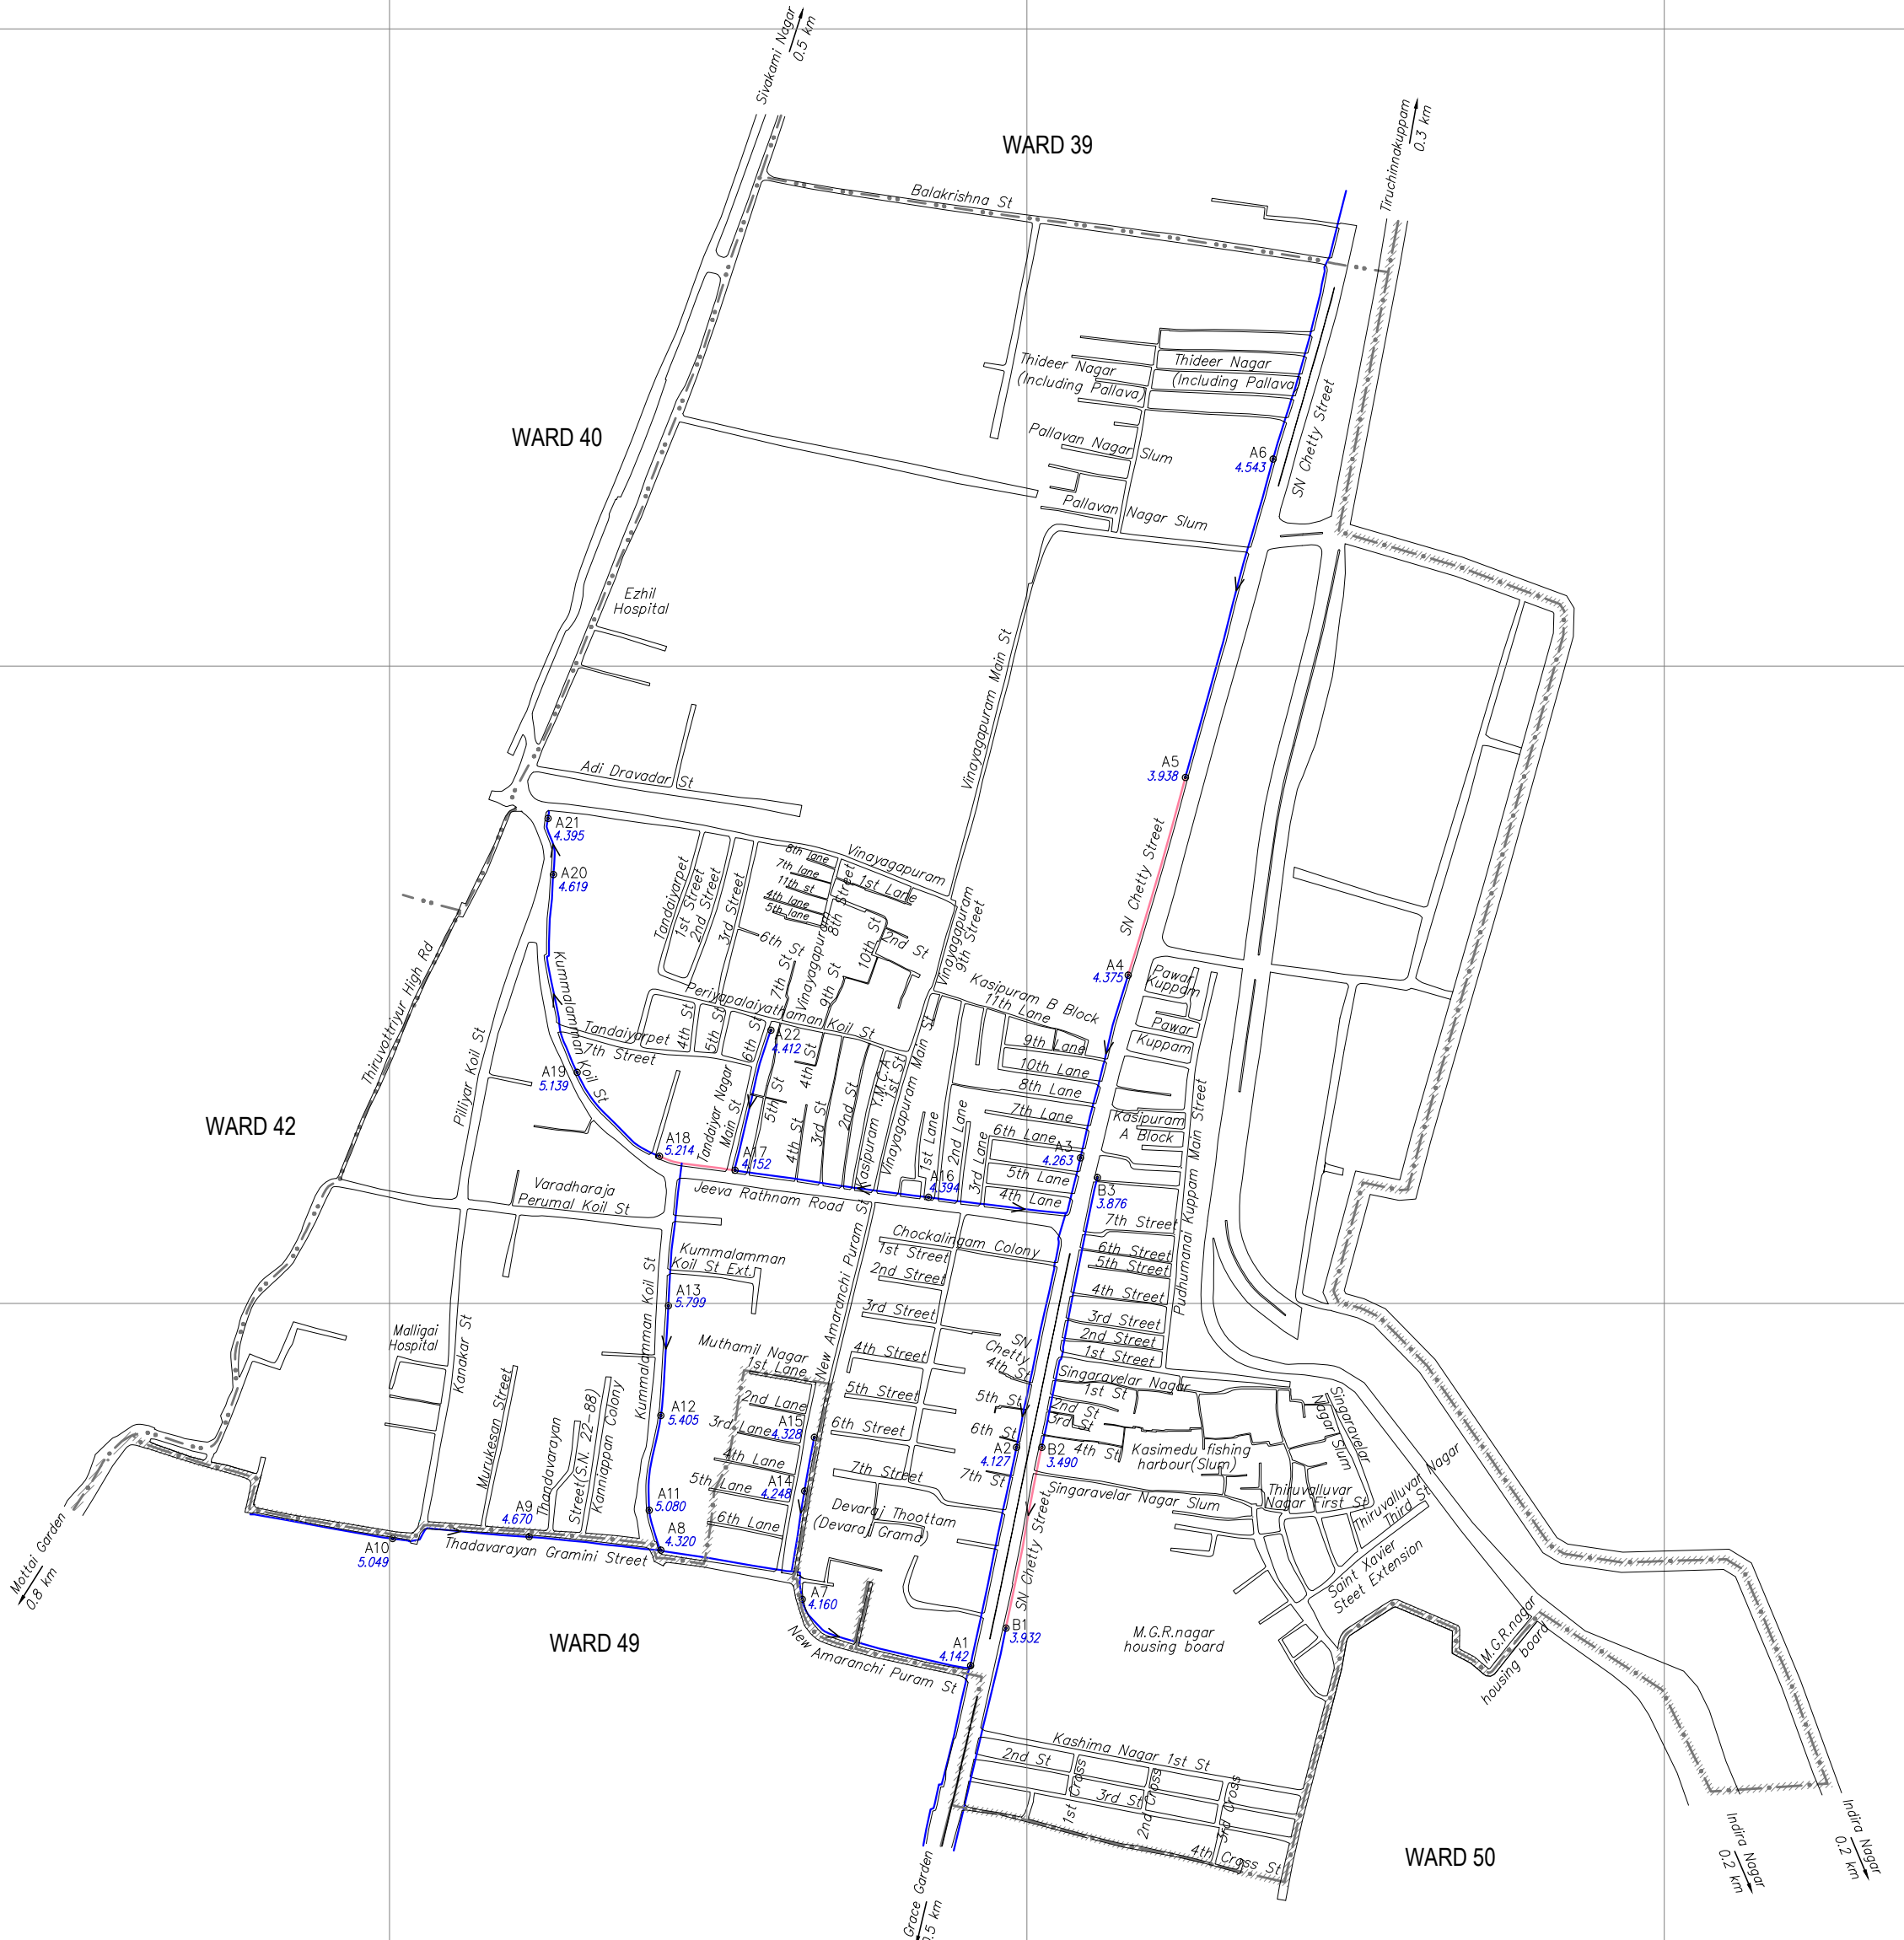 Sivakami Nagar
0.5 km
WARD 39
Tiruchinnakuppam
0.3 km
Balakrishna St
Thideer Nagar
(Including Pallava)
Thideer Nagar
(Including Pallava)
SN Chetty Street
WARD 40
Pallavan Nagar Slum
A6
4.543
Pallavan Nagar Slum
Ezhil
Hospital
Vinayagapuram Main St
Adi Dravadar St
A5
3.938
A21
4.395
SN Chetty Street
Vinayagapuram
1st Lane
8th lane
7th lane
11th st
4th lane
5th lane
A20
4.619
Tandaiyarpet
1st Street
2nd Street
3rd Street
6th St
7th St
Vinayagapuram
8th Street
9th St
10th St
2nd St
Vinayagapuram
9th Street
Thiruvottriyur High Rd
Kummalamman Koil St
A4
4.375
Pawar
Kuppam
Pawar
Kuppam
Periyapalaiyathaman Koil St
Kasipuram B Block
11th Lane
9th Lane
10th Lane
8th Lane
7th Lane
6th Lane
5th Lane
4th Lane
Tandaiyarpet
7th Street
4th St
5th St
6th St
A22
4.412
4th St
Pilliyar Koil St
A19
5.139
Tandaiyar Nagar
Main St
5th St
4th St
3rd St
2nd St
Kasipuram Y.M.C.A
1st St
Vinayagapuram Main St
1st Lane
2nd Lane
3rd Lane
WARD 42
Kasipuram
A Block
Pudhumanai Kuppam Main Street
A18
5.214
A17
4.152
A3
4.263
B3
3.876
A16
4.394
Jeeva Rathnam Road
Varadharaja
Perumal Koil St
Chockalingam Colony
1st Street
2nd Street
3rd Street
4th Street
5th Street
6th Street
7th Street
7th Street
6th Street
5th Street
4th Street
3rd Street
2nd Street
1st Street
Kummalamman
Koil St Ext.
A13
5.799
New Amaranchi Puram St
Kummalamman Koil St
Malligai
Hospital
Kanakar St
Muthamil Nagar
1st Lane
2nd Lane
3rd Lane
4th Lane
5th Lane
6th Lane
SN
Chetty
4th St
5th St
6th St
7th St
Singaravelar Nagar
1st St
2nd St
3rd St
4th St
Singaravelar
Nagar Slum
Kasimedu fishing
harbour(Slum)
A12
5.405
A15
4.328
A2
4.127
B2
3.490
Murukesan Street
Thandavarayan
Street(S.N. 22-88)
Kanniappan Colony
A14
4.248
A11
5.080
Singaravelar Nagar Slum
Thiruvalluvar
Nagar First St
Thiruvalluvar Nagar
Third St
Devaraj Thoottam
(Devaraj Grama)
A9
4.670
A8
4.320
A10
5.049
Thadavarayan Gramini Street
Mottai Garden
0.8 km
SN Chetty Street
Saint Xavier
Steet Extension
A7
4.160
B1
3.932
A1
4.142
WARD 49
New Amaranchi Puram St
M.G.R.nagar
housing board
M.G.R.nagar
housing board
Kashima Nagar 1st St
2nd St
3rd St
1st Cross
2nd Cross
3rd Cross
4th Cross St
WARD 50
Grace Garden
0.5 km
Indira Nagar
0.2 km
Indira Nagar
0.2 km